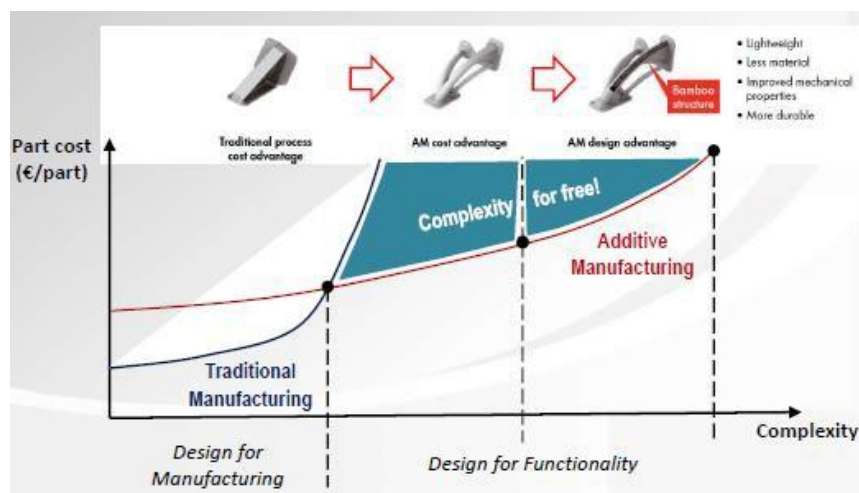 • Lightweight
• Less material
• Improved mechanical
properties
• More durable
Bamboo
structure
Traditional process
cost advantage
AM cost advantage
AM design advantage
Part cost
(€/part)
Complexity for free!
Additive
Manufacturing
Traditional
Manufacturing
Complexity
Design for
Manufacturing
Design for Functionality